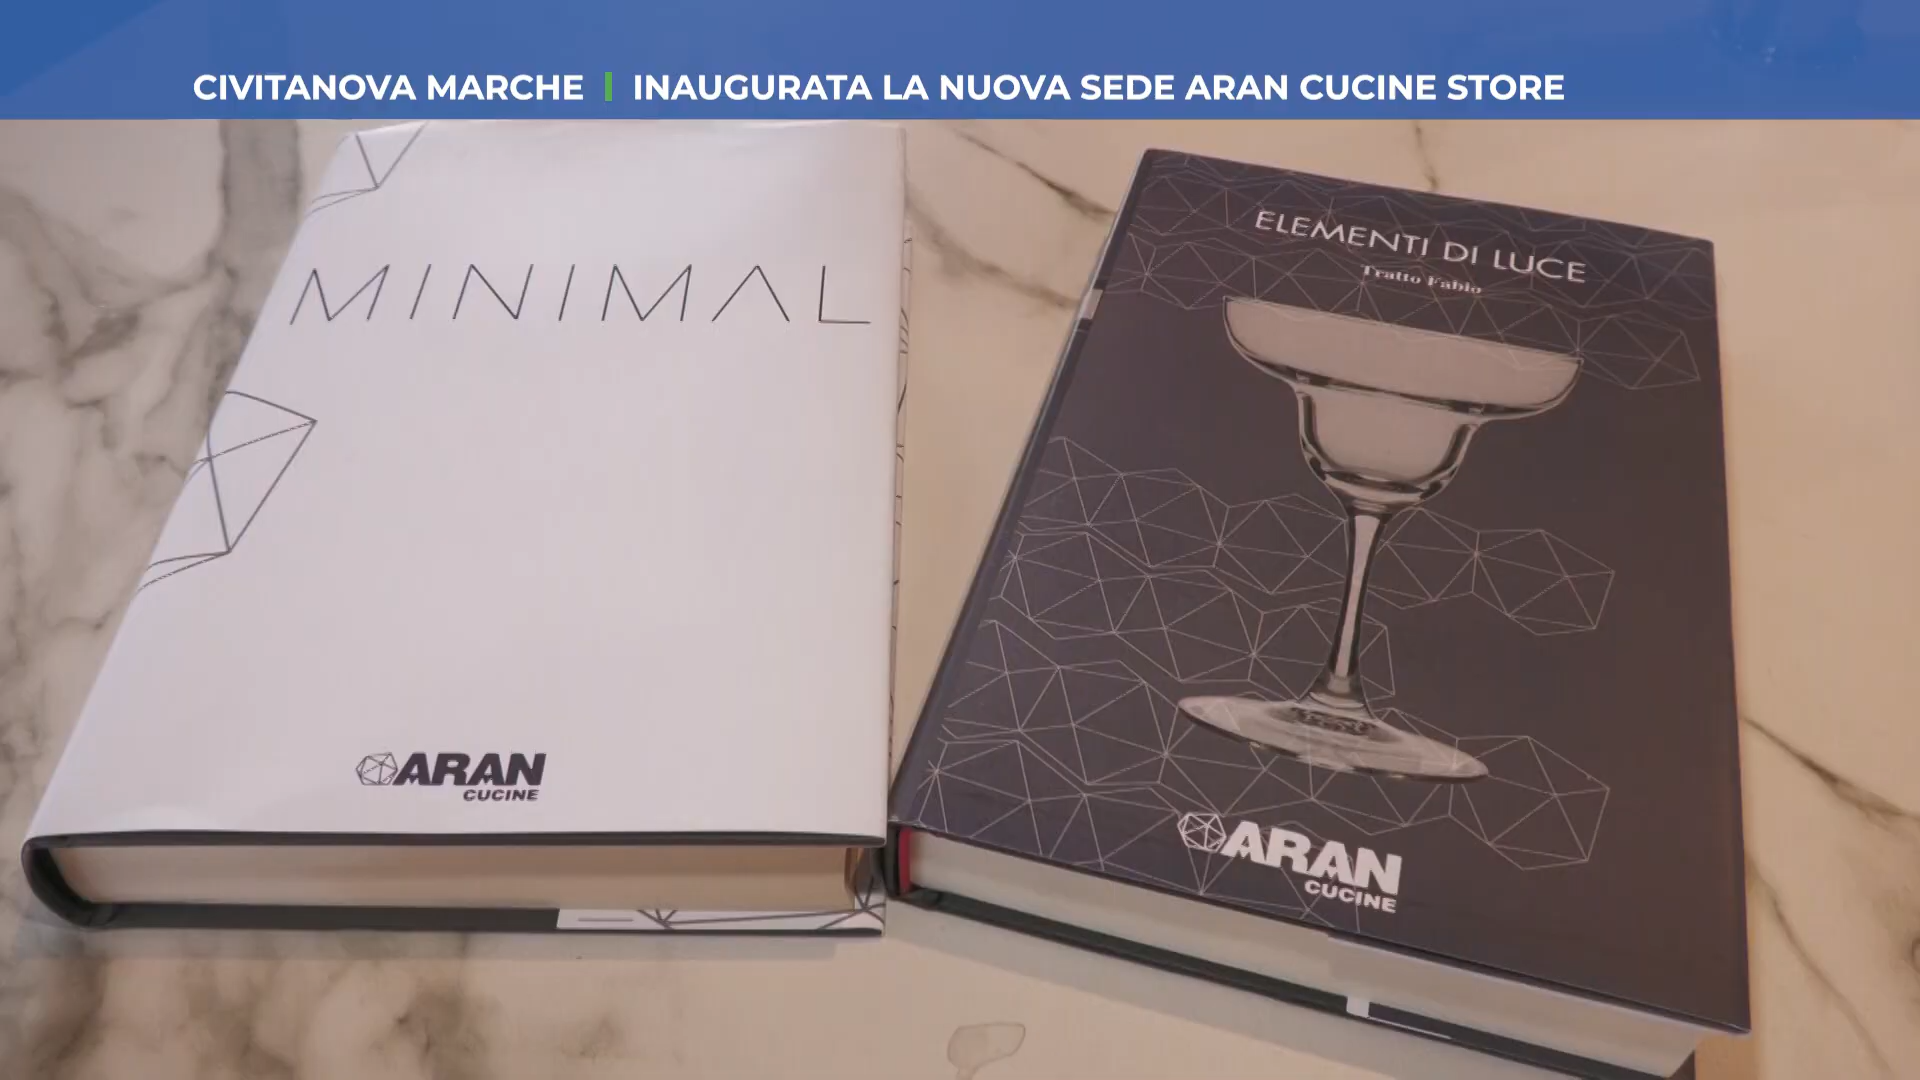 CIVITANOVA MARCHE | INAUGURATA LA NUOVA SEDE ARAN CUCINE STORE
MINIMAL
ARAN
CUCINE
ELEMENTI DI LUCE
Tratto Fabio
ARAN
CUCINE